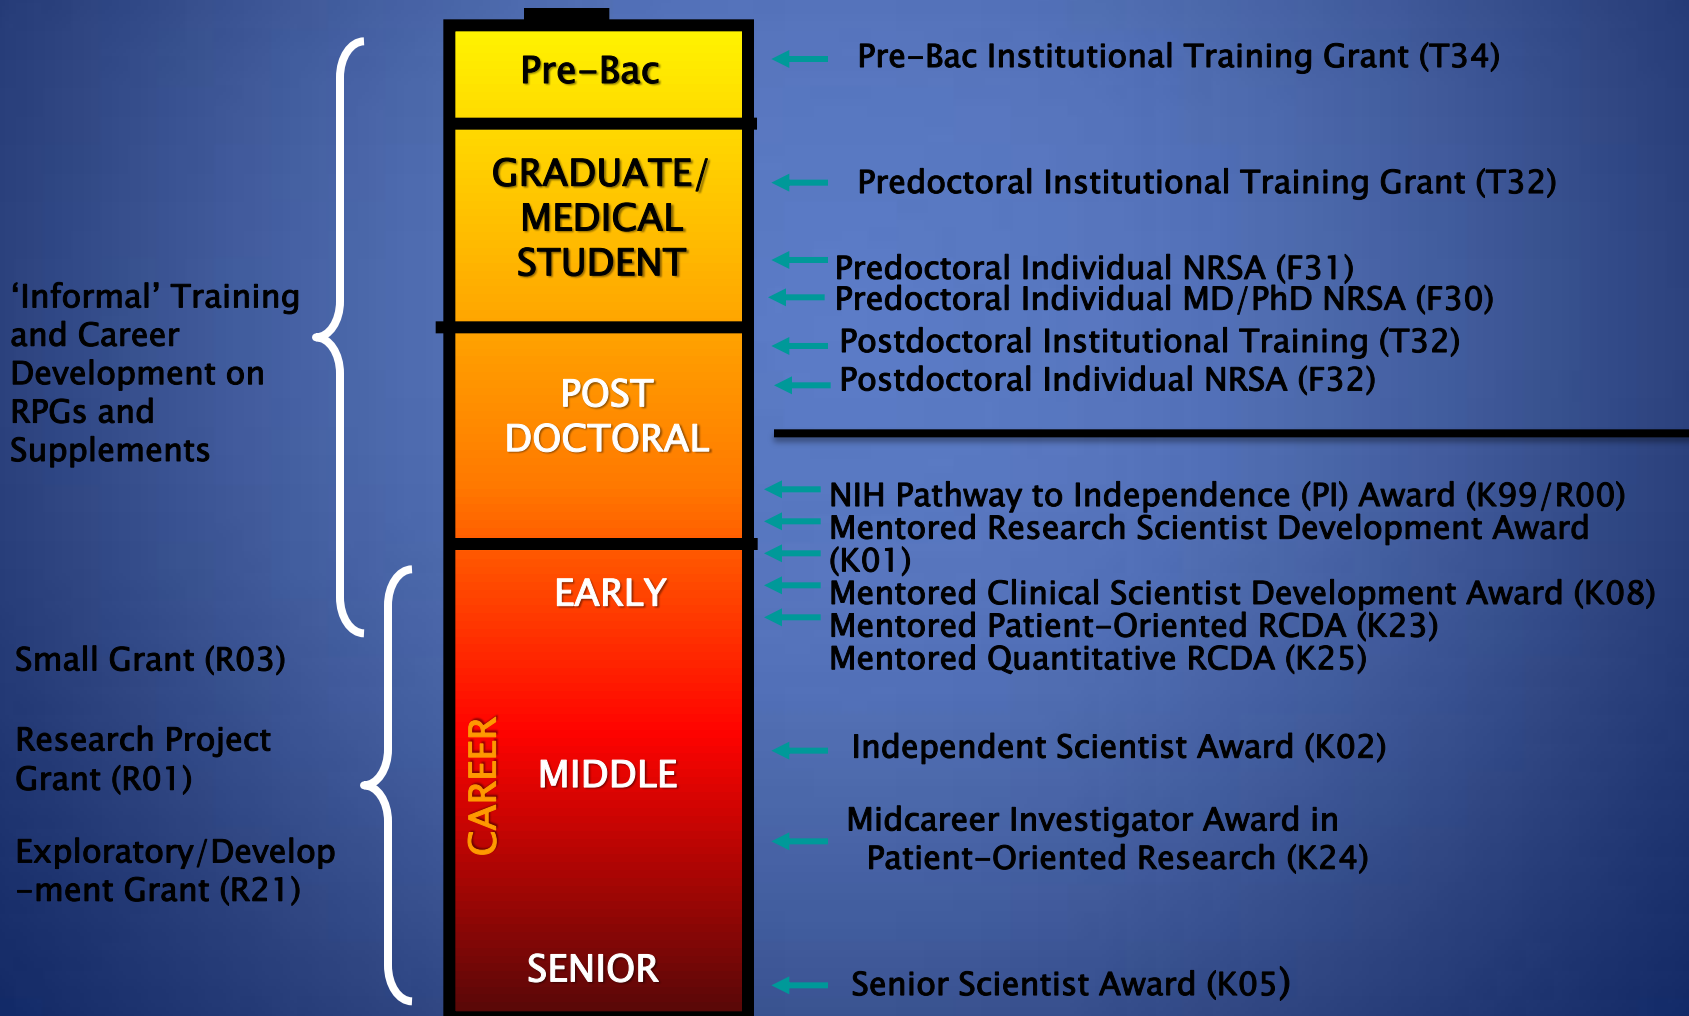 Pre-Bac
GRADUATE/
MEDICAL
STUDENT
POST
DOCTORAL
EARLY
CAREER
MIDDLE
SENIOR
‘Informal’ Training
and Career
Development on
RPGs and
Supplements
Small Grant (R03)
Research Project
Grant (R01)
Exploratory/Develop
-ment Grant (R21)
Pre-Bac Institutional Training Grant (T34)
Predoctoral Institutional Training Grant (T32)
Predoctoral Individual NRSA (F31)
Predoctoral Individual MD/PhD NRSA (F30)
Postdoctoral Institutional Training (T32)
Postdoctoral Individual NRSA (F32)
NIH Pathway to Independence (PI) Award (K99/R00)
Mentored Research Scientist Development Award
(K01)
Mentored Clinical Scientist Development Award (K08)
Mentored Patient-Oriented RCDA (K23)
Mentored Quantitative RCDA (K25)
Independent Scientist Award (K02)
Midcareer Investigator Award in
Patient-Oriented Research (K24)
Senior Scientist Award (K05)